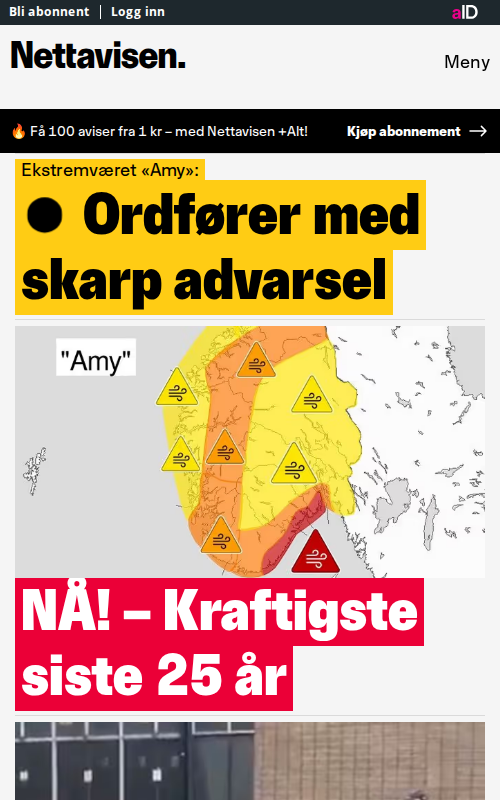 Bli abonnent | Logg inn
aID
Nettavisen.
Meny
🔥 Få 100 aviser fra 1 kr – med Nettavisen +Alt!
Kjøp abonnement →
Ekstremværet «Amy»:
● Ordfører med
skarp advarsel
"Amy"
NÅ! – Kraftigste
siste 25 år